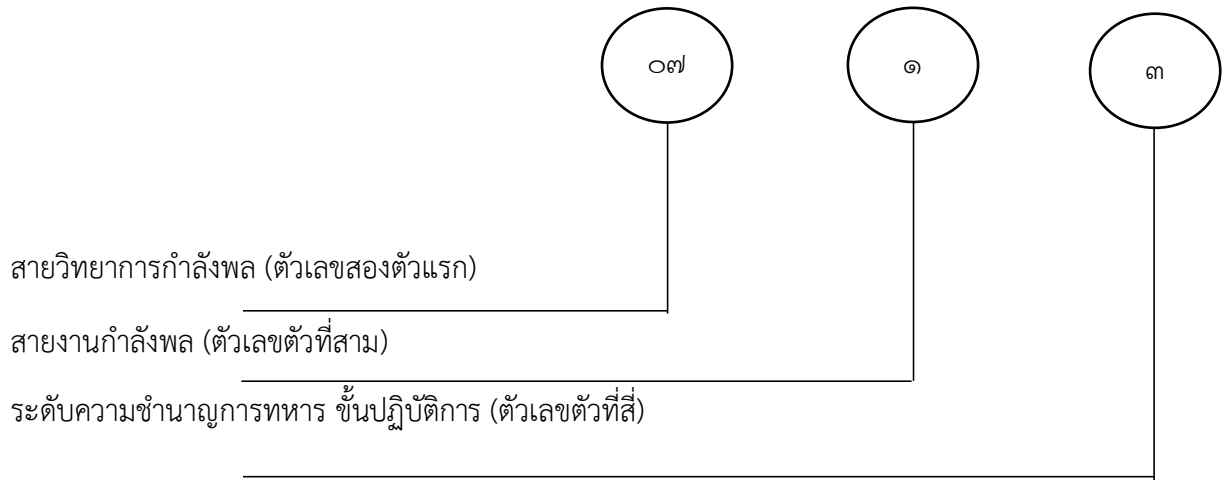 ๐๗ ๑ ๓
สายวิทยาการกำลังพล (ตัวเลขสองตัวแรก)
สายงานกำลังพล (ตัวเลขตัวที่สาม)
ระดับความชำนาญการทหาร ขั้นปฏิบัติการ (ตัวเลขตัวที่สี่)